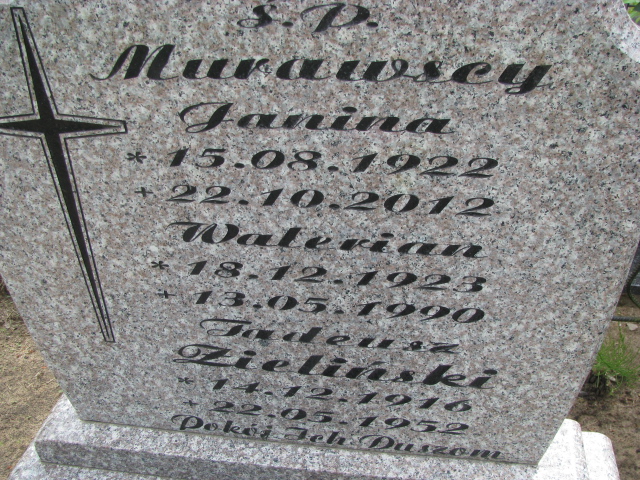 Ś.P.
Murawscy
Janina
* 15.08.1922
+ 22.10.2012
Walerian
* 18.12.1923
+ 13.05.1990
Tadeusz
Zieliński
* 14.12.1916
+ 22.05.1952
Pokój Ich Duszom